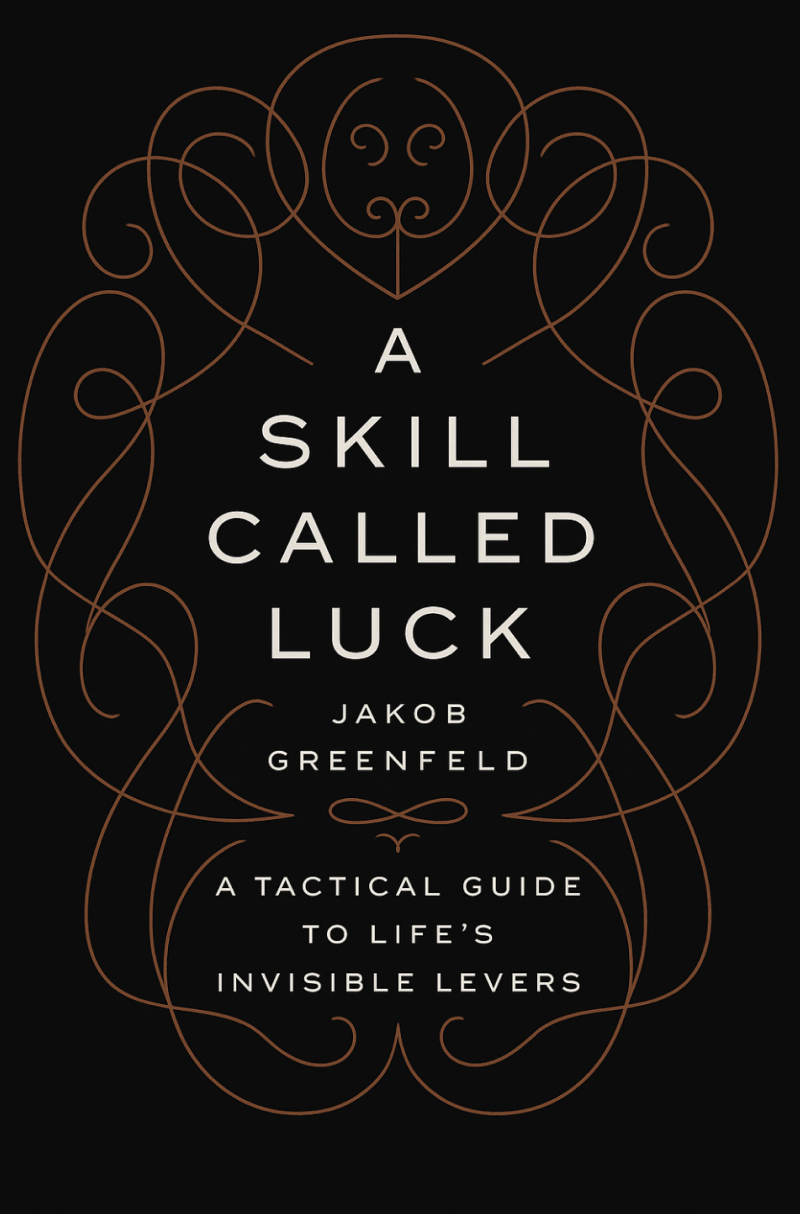 A
SKILL
CALLED
LUCK
JAKOB
GREENFELD
A TACTICAL GUIDE
TO LIFE’S
INVISIBLE LEVERS